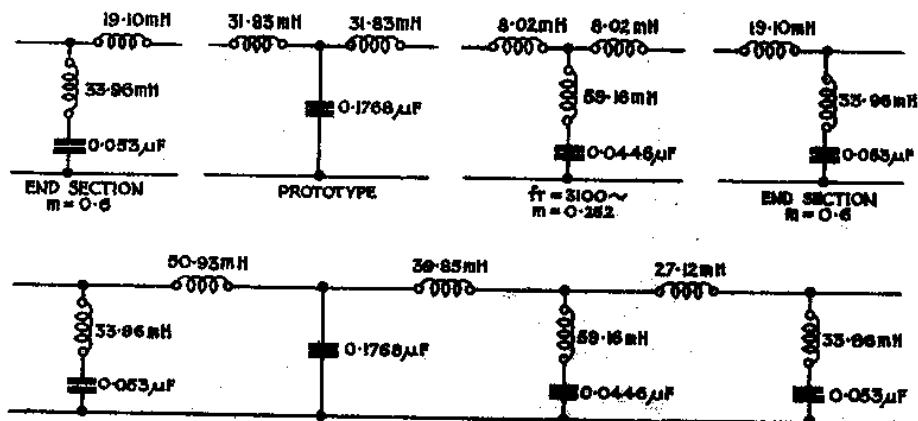 19·10mH
31·83mH
31·83mH
8·02mH
8·02mH
19·10mH
33·96mH
0·053µF
0·1768µF
59·16mH
0·0446µF
33·96mH
0·053µF
END SECTION
m = 0·6
PROTOTYPE
fr = 3100~
m = 0·252
END SECTION
m = 0·6
50·93mH
39·85mH
27·12mH
33·96mH
0·053µF
0·1768µF
59·16mH
0·0446µF
33·96mH
0·053µF